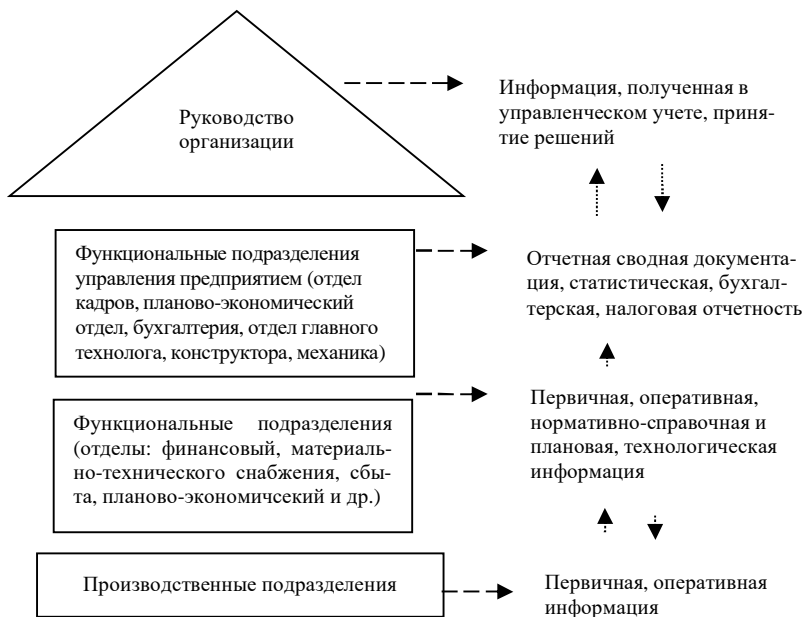 Руководство
организации
Информация, полученная в
управленческом учете, приня-
тие решений
Функциональные подразделения
управления предприятием (отдел
кадров, планово-экономический
отдел, бухгалтерия, отдел главного
технолога, конструктора, механика)
Отчетная сводная документа-
ция, статистическая, бухгал-
терская, налоговая отчетность
Функциональные подразделения
(отделы: финансовый, материаль-
но-технического снабжения, сбы-
та, планово-экономичсекий и др.)
Первичная, оперативная,
нормативно-справочная и
плановая, технологическая
информация
Производственные подразделения
Первичная, оперативная
информация